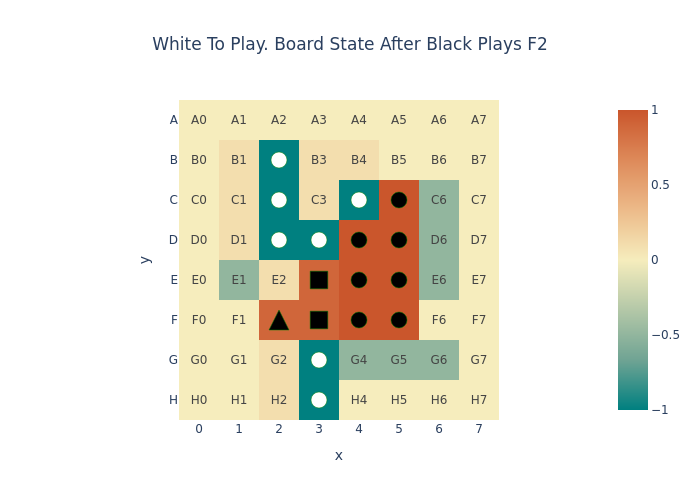 White To Play. Board State After Black Plays F2
A A0 A1 A2 A3 A4 A5 A6 A7
B B0 B1 B3 B4 B5 B6 B7
C C0 C1 C3 C6 C7
D D0 D1 D6 D7
E E0 E1 E2 E6 E7
F F0 F1 F6 F7
G G0 G1 G2 G4 G5 G6 G7
H H0 H1 H2 H4 H5 H6 H7
0 1 2 3 4 5 6 7
x
y
1
0.5
0
−0.5
−1